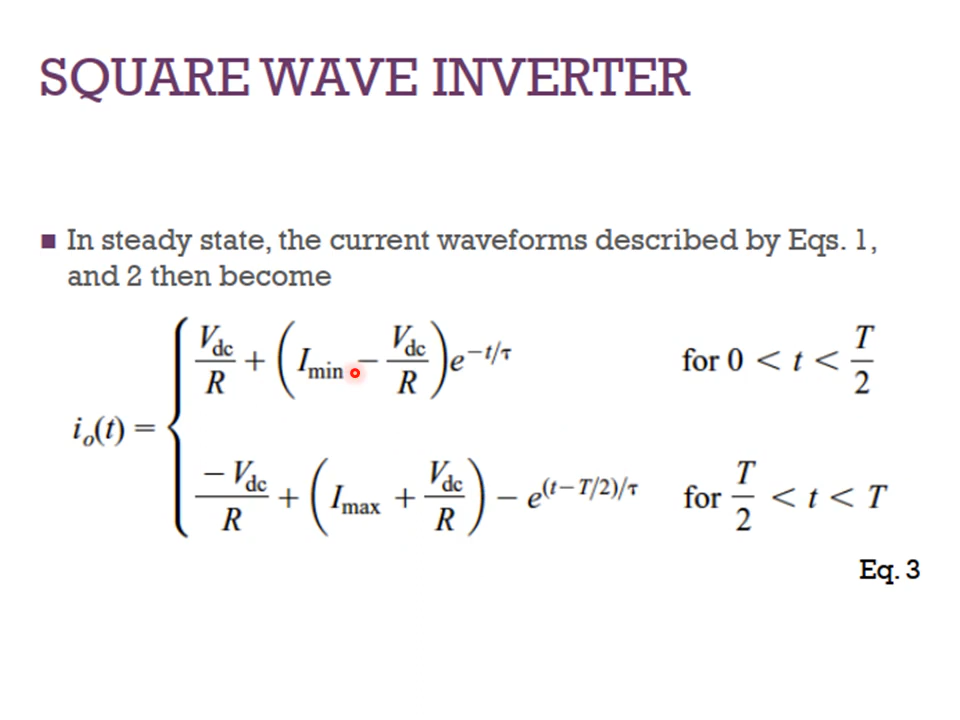 SQUARE WAVE INVERTER
■ In steady state, the current waveforms described by Eqs. 1,
and 2 then become
i_o(t) = { V_dc/R + (I_min − V_dc/R)e^{−t/τ} for 0 < t < T/2
−V_dc/R + (I_max + V_dc/R) − e^{(t−T/2)/τ} for T/2 < t < T
Eq. 3